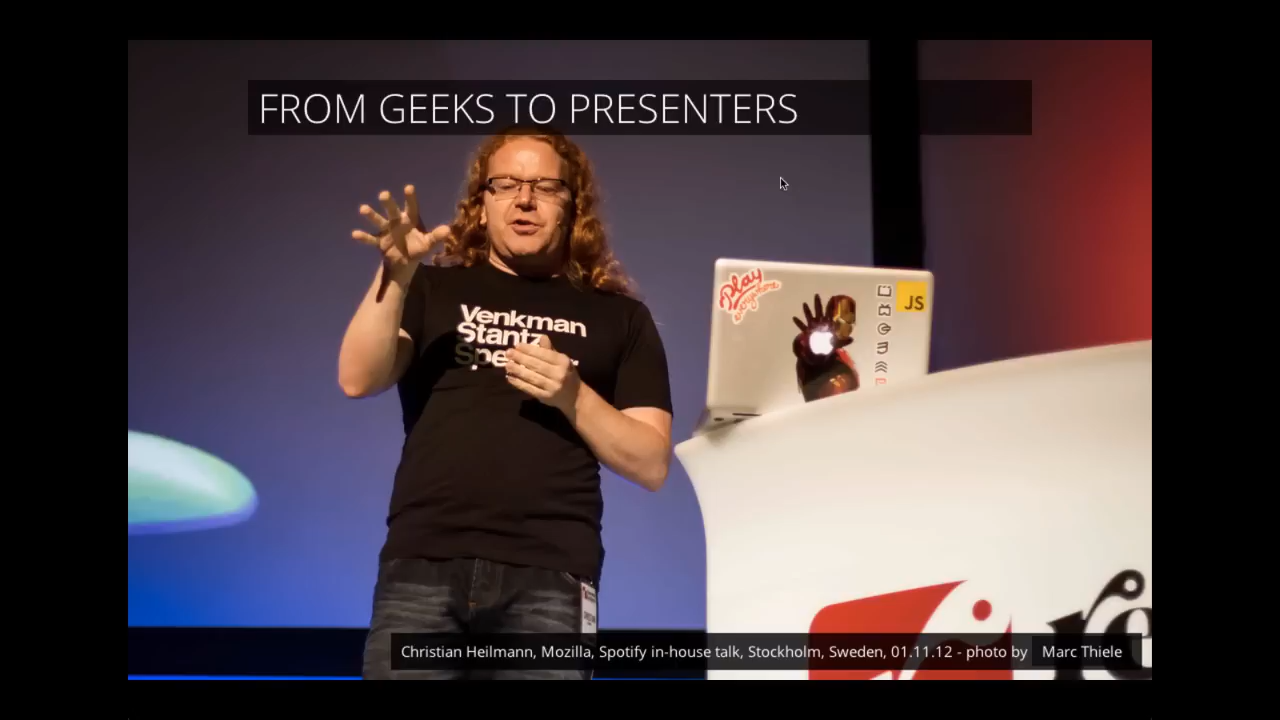 FROM GEEKS TO PRESENTERS
Venkman
Stantz
Play
everywhere
JS
Christian Heilmann, Mozilla, Spotify in-house talk, Stockholm, Sweden, 01.11.12 - photo by Marc Thiele